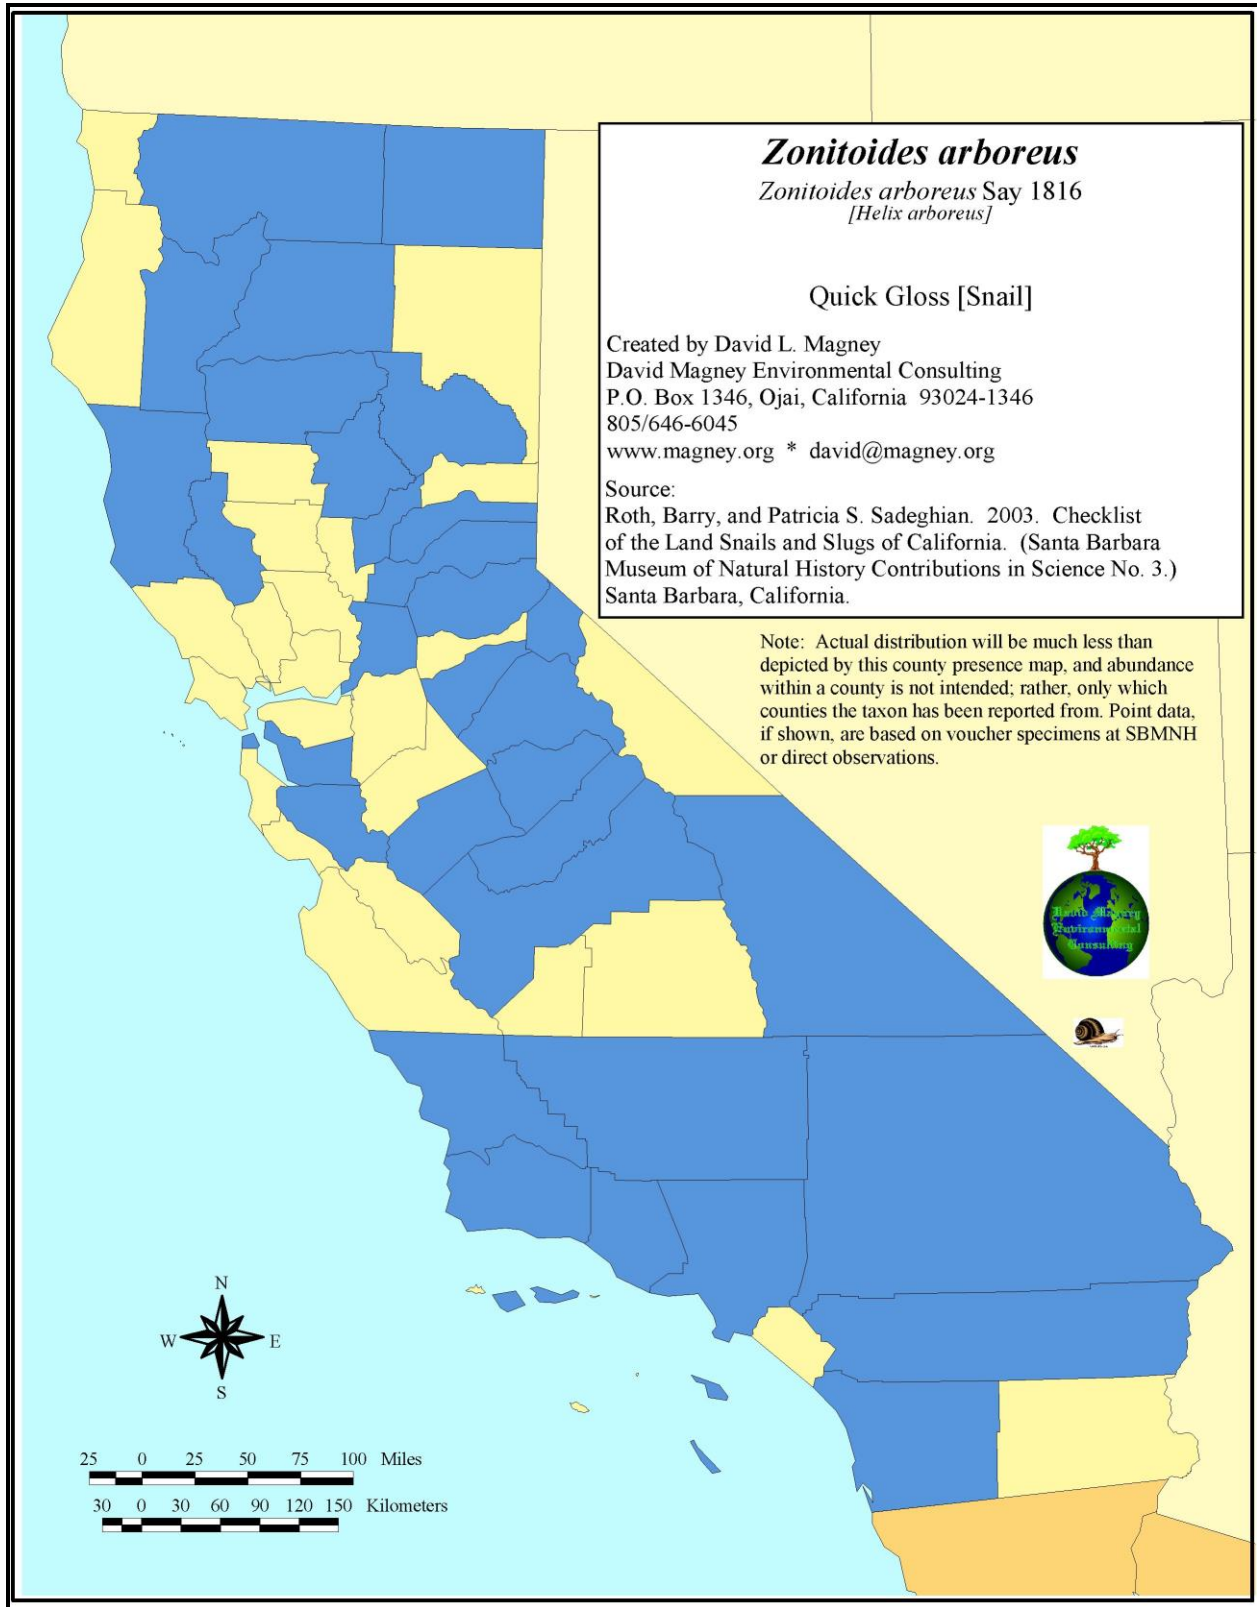 Zonitoides arboreus
Zonitoides arboreus Say 1816
[Helix arboreus]
Quick Gloss [Snail]
Created by David L. Magney
David Magney Environmental Consulting
P.O. Box 1346, Ojai, California 93024-1346
805/646-6045
www.magney.org * david@magney.org
Source:
Roth, Barry, and Patricia S. Sadeghian. 2003. Checklist
of the Land Snails and Slugs of California. (Santa Barbara
Museum of Natural History Contributions in Science No. 3.)
Santa Barbara, California.
Note: Actual distribution will be much less than
depicted by this county presence map, and abundance
within a county is not intended; rather, only which
counties the taxon has been reported from. Point data,
if shown, are based on voucher specimens at SBMNH
or direct observations.
David Magney
Environmental
Consulting
N
W E
S
25 0 25 50 75 100 Miles
30 0 30 60 90 120 150 Kilometers